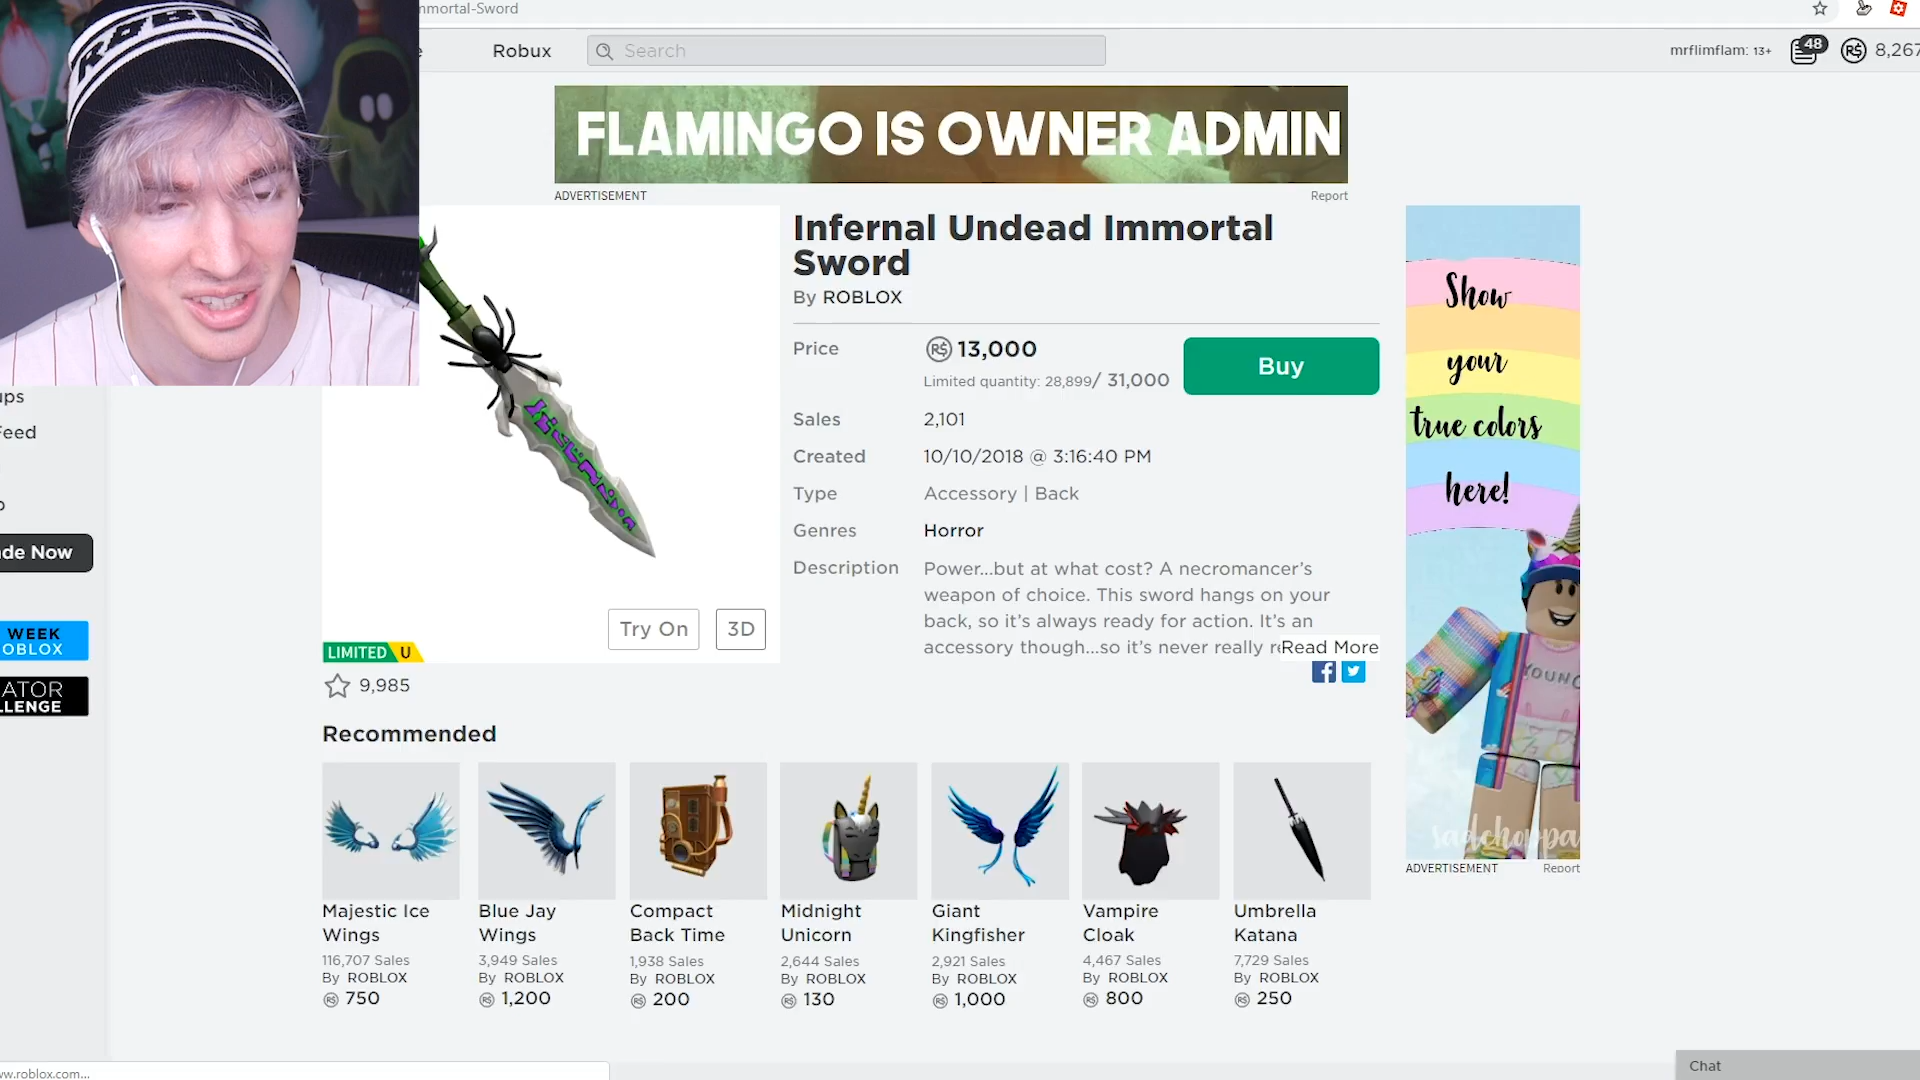 nmortal-Sword
ROBLOX
e
Robux
Search
mrflimflam: 13+
48
8,267
FLAMINGO IS OWNER ADMIN
ADVERTISEMENT
Report
Infernal Undead Immortal
Sword
By ROBLOX
Price
13,000
Buy
Limited quantity: 28,899/ 31,000
Sales
2,101
Created
10/10/2018 @ 3:16:40 PM
Type
Accessory | Back
Genres
Horror
Description
Power...but at what cost? A necromancer’s
weapon of choice. This sword hangs on your
back, so it’s always ready for action. It’s an
accessory though...so it’s never really re Read More
ups
Feed
p
de Now
WEEK
OBLOX
ATOR
LLENGE
Try On
3D
LIMITED U
9,985
Show
your
true colors
here!
YOUNG
sadchoppa
ADVERTISEMENT
Report
Recommended
Majestic Ice
Wings
116,707 Sales
By ROBLOX
750
Blue Jay
Wings
3,949 Sales
By ROBLOX
1,200
Compact
Back Time
1,938 Sales
By ROBLOX
200
Midnight
Unicorn
2,644 Sales
By ROBLOX
130
Giant
Kingfisher
2,921 Sales
By ROBLOX
1,000
Vampire
Cloak
4,467 Sales
By ROBLOX
800
Umbrella
Katana
7,729 Sales
By ROBLOX
250
ww.roblox.com...
Chat